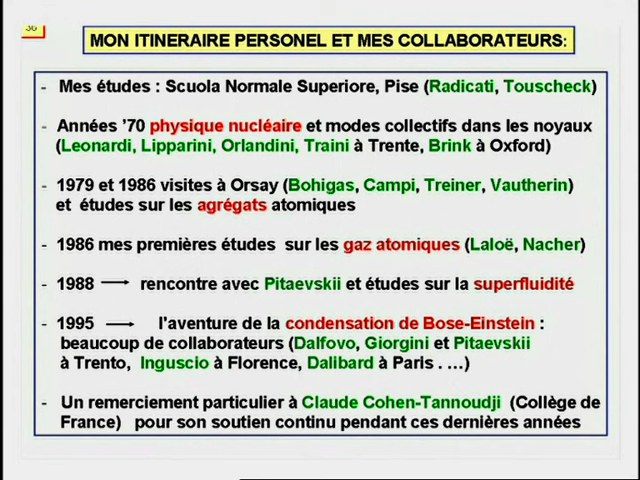 36
MON ITINERAIRE PERSONEL ET MES COLLABORATEURS:
- Mes études : Scuola Normale Superiore, Pise (Radicati, Touscheck)
- Années ’70 physique nucléaire et modes collectifs dans les noyaux
(Leonardi, Lipparini, Orlandini, Traini à Trente, Brink à Oxford)
- 1979 et 1986 visites à Orsay (Bohigas, Campi, Treiner, Vautherin)
et études sur les agrégats atomiques
- 1986 mes premières études sur les gaz atomiques (Laloë, Nacher)
- 1988 → rencontre avec Pitaevskii et études sur la superfluidité
- 1995 → l’aventure de la condensation de Bose-Einstein :
beaucoup de collaborateurs (Dalfovo, Giorgini et Pitaevskii
à Trento, Inguscio à Florence, Dalibard à Paris . …)
- Un remerciement particulier à Claude Cohen-Tannoudji (Collège de
France) pour son soutien continu pendant ces dernières années